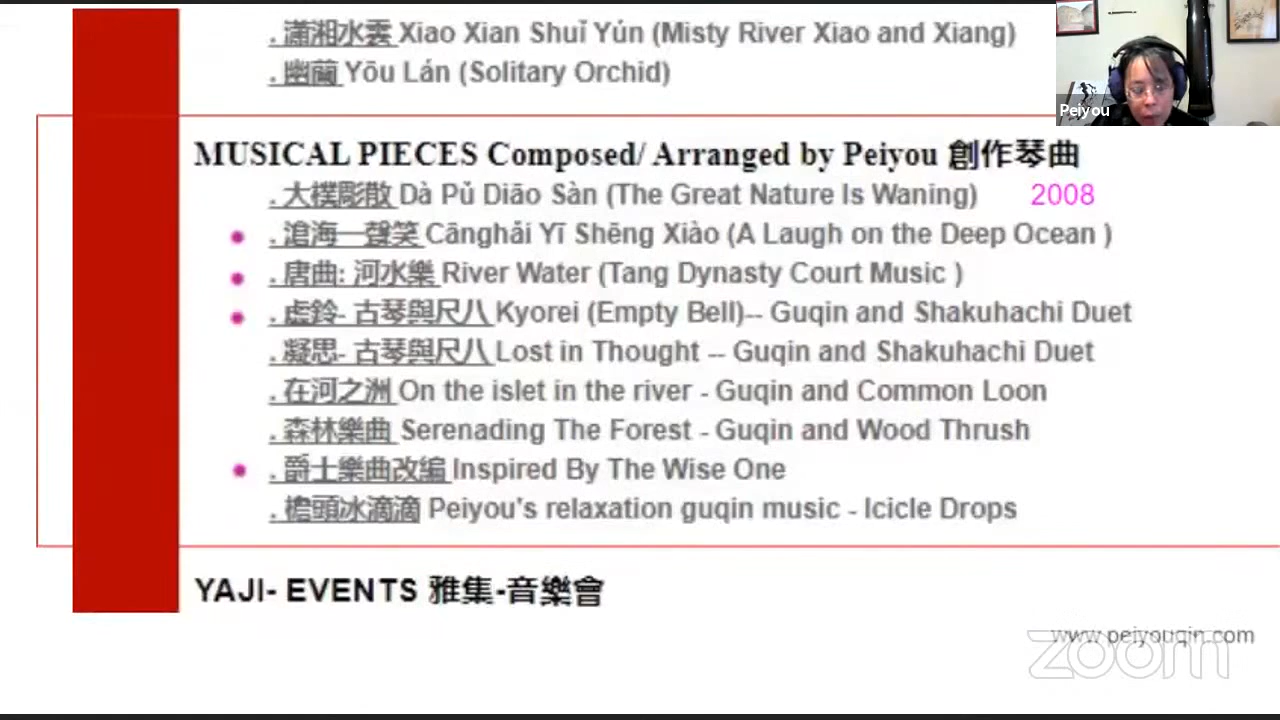 . 瀟湘水雲 Xiao Xian Shuǐ Yún (Misty River Xiao and Xiang)
. 幽蘭 Yōu Lán (Solitary Orchid)
Peiyou
MUSICAL PIECES Composed/ Arranged by Peiyou 創作琴曲
. 大樸彫散 Dà Pǔ Diāo Sàn (The Great Nature Is Waning) 2008
. 滄海一聲笑 Cānghǎi Yī Shēng Xiào (A Laugh on the Deep Ocean )
. 唐曲: 河水樂 River Water (Tang Dynasty Court Music )
. 虛鈴- 古琴與尺八 Kyorei (Empty Bell)-- Guqin and Shakuhachi Duet
. 凝思- 古琴與尺八 Lost in Thought -- Guqin and Shakuhachi Duet
. 在河之洲 On the islet in the river - Guqin and Common Loon
. 森林樂曲 Serenading The Forest - Guqin and Wood Thrush
. 爵士樂曲改編 Inspired By The Wise One
. 檐頭冰滴滴 Peiyou's relaxation guqin music - Icicle Drops
YAJI- EVENTS 雅集-音樂會
www.peiyouqin.com
zoom